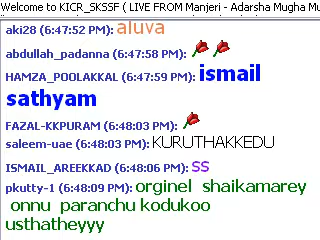 Welcome to KICR_SKSSF ( LIVE FROM Manjeri - Adarsha Mugha Mu
aki28 (6:47:52 PM): aluva
abdullah_padanna (6:47:58 PM):
HAMZA_POOLAKKAL (6:47:59 PM): ismail
sathyam
FAZAL-KKPURAM (6:48:03 PM):
saleem-uae (6:48:03 PM): KURUTHAKKEDU
ISMAIL_AREEKKAD (6:48:06 PM): ss
pkutty-1 (6:48:09 PM): orginel shaikamarey
onnu paranchu kodukoo
usthatheyyy